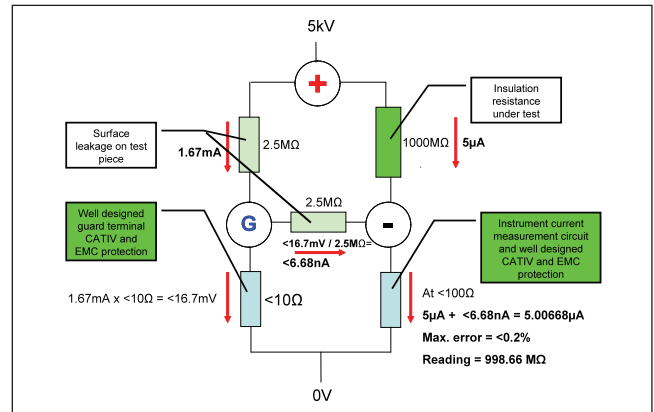 5kV
+
Insulation
resistance
under test
Surface
leakage on test
piece
1.67mA
2.5MΩ
1000MΩ
5µA
2.5MΩ
G
-
Well designed
guard terminal
CATIV and
EMC protection
<16.7mV / 2.5MΩ=
<6.68nA
Instrument current
measurement circuit
and well designed
CATIV and EMC
protection
1.67mA x <10Ω = <16.7mV
<10Ω
At <100Ω
5µA + <6.68nA = 5.00668µA
Max. error = <0.2%
Reading = 998.66 MΩ
0V